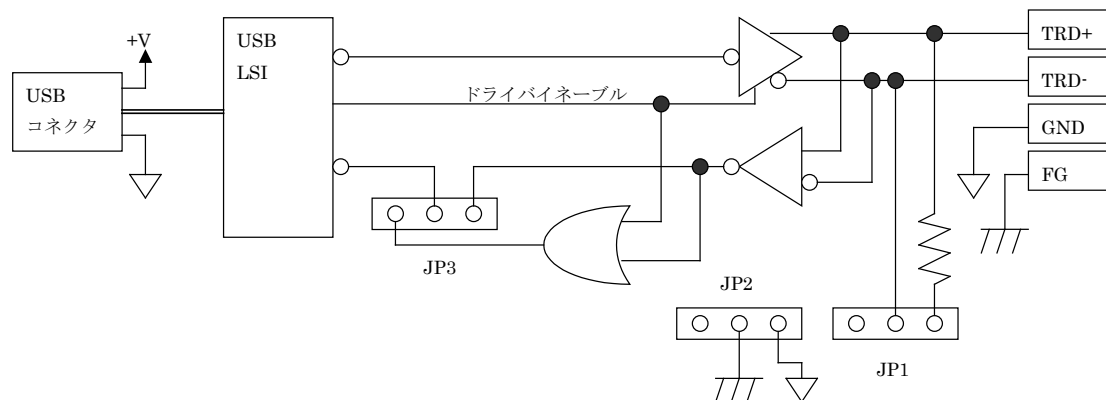 +V
USB
コネクタ
USB
LSI
ドライバイネーブル
TRD+
TRD-
GND
FG
JP3
JP2
JP1